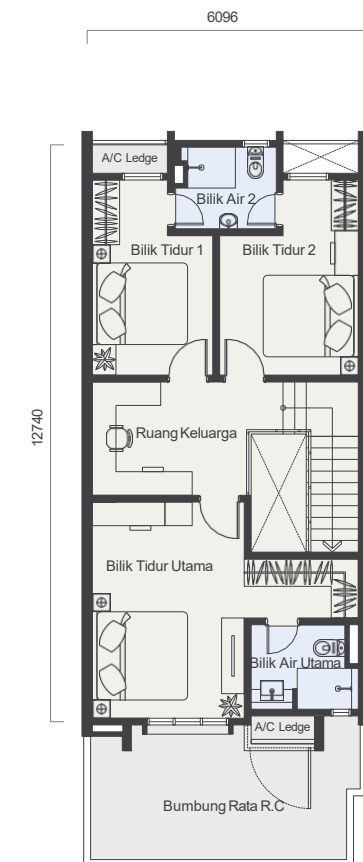 6096
A/C Ledge
Bilik Air 2
Bilik Tidur 1
Bilik Tidur 2
12740
Ruang Keluarga
Bilik Tidur Utama
Bilik Air Utama
A/C Ledge
Bumbung Rata R.C